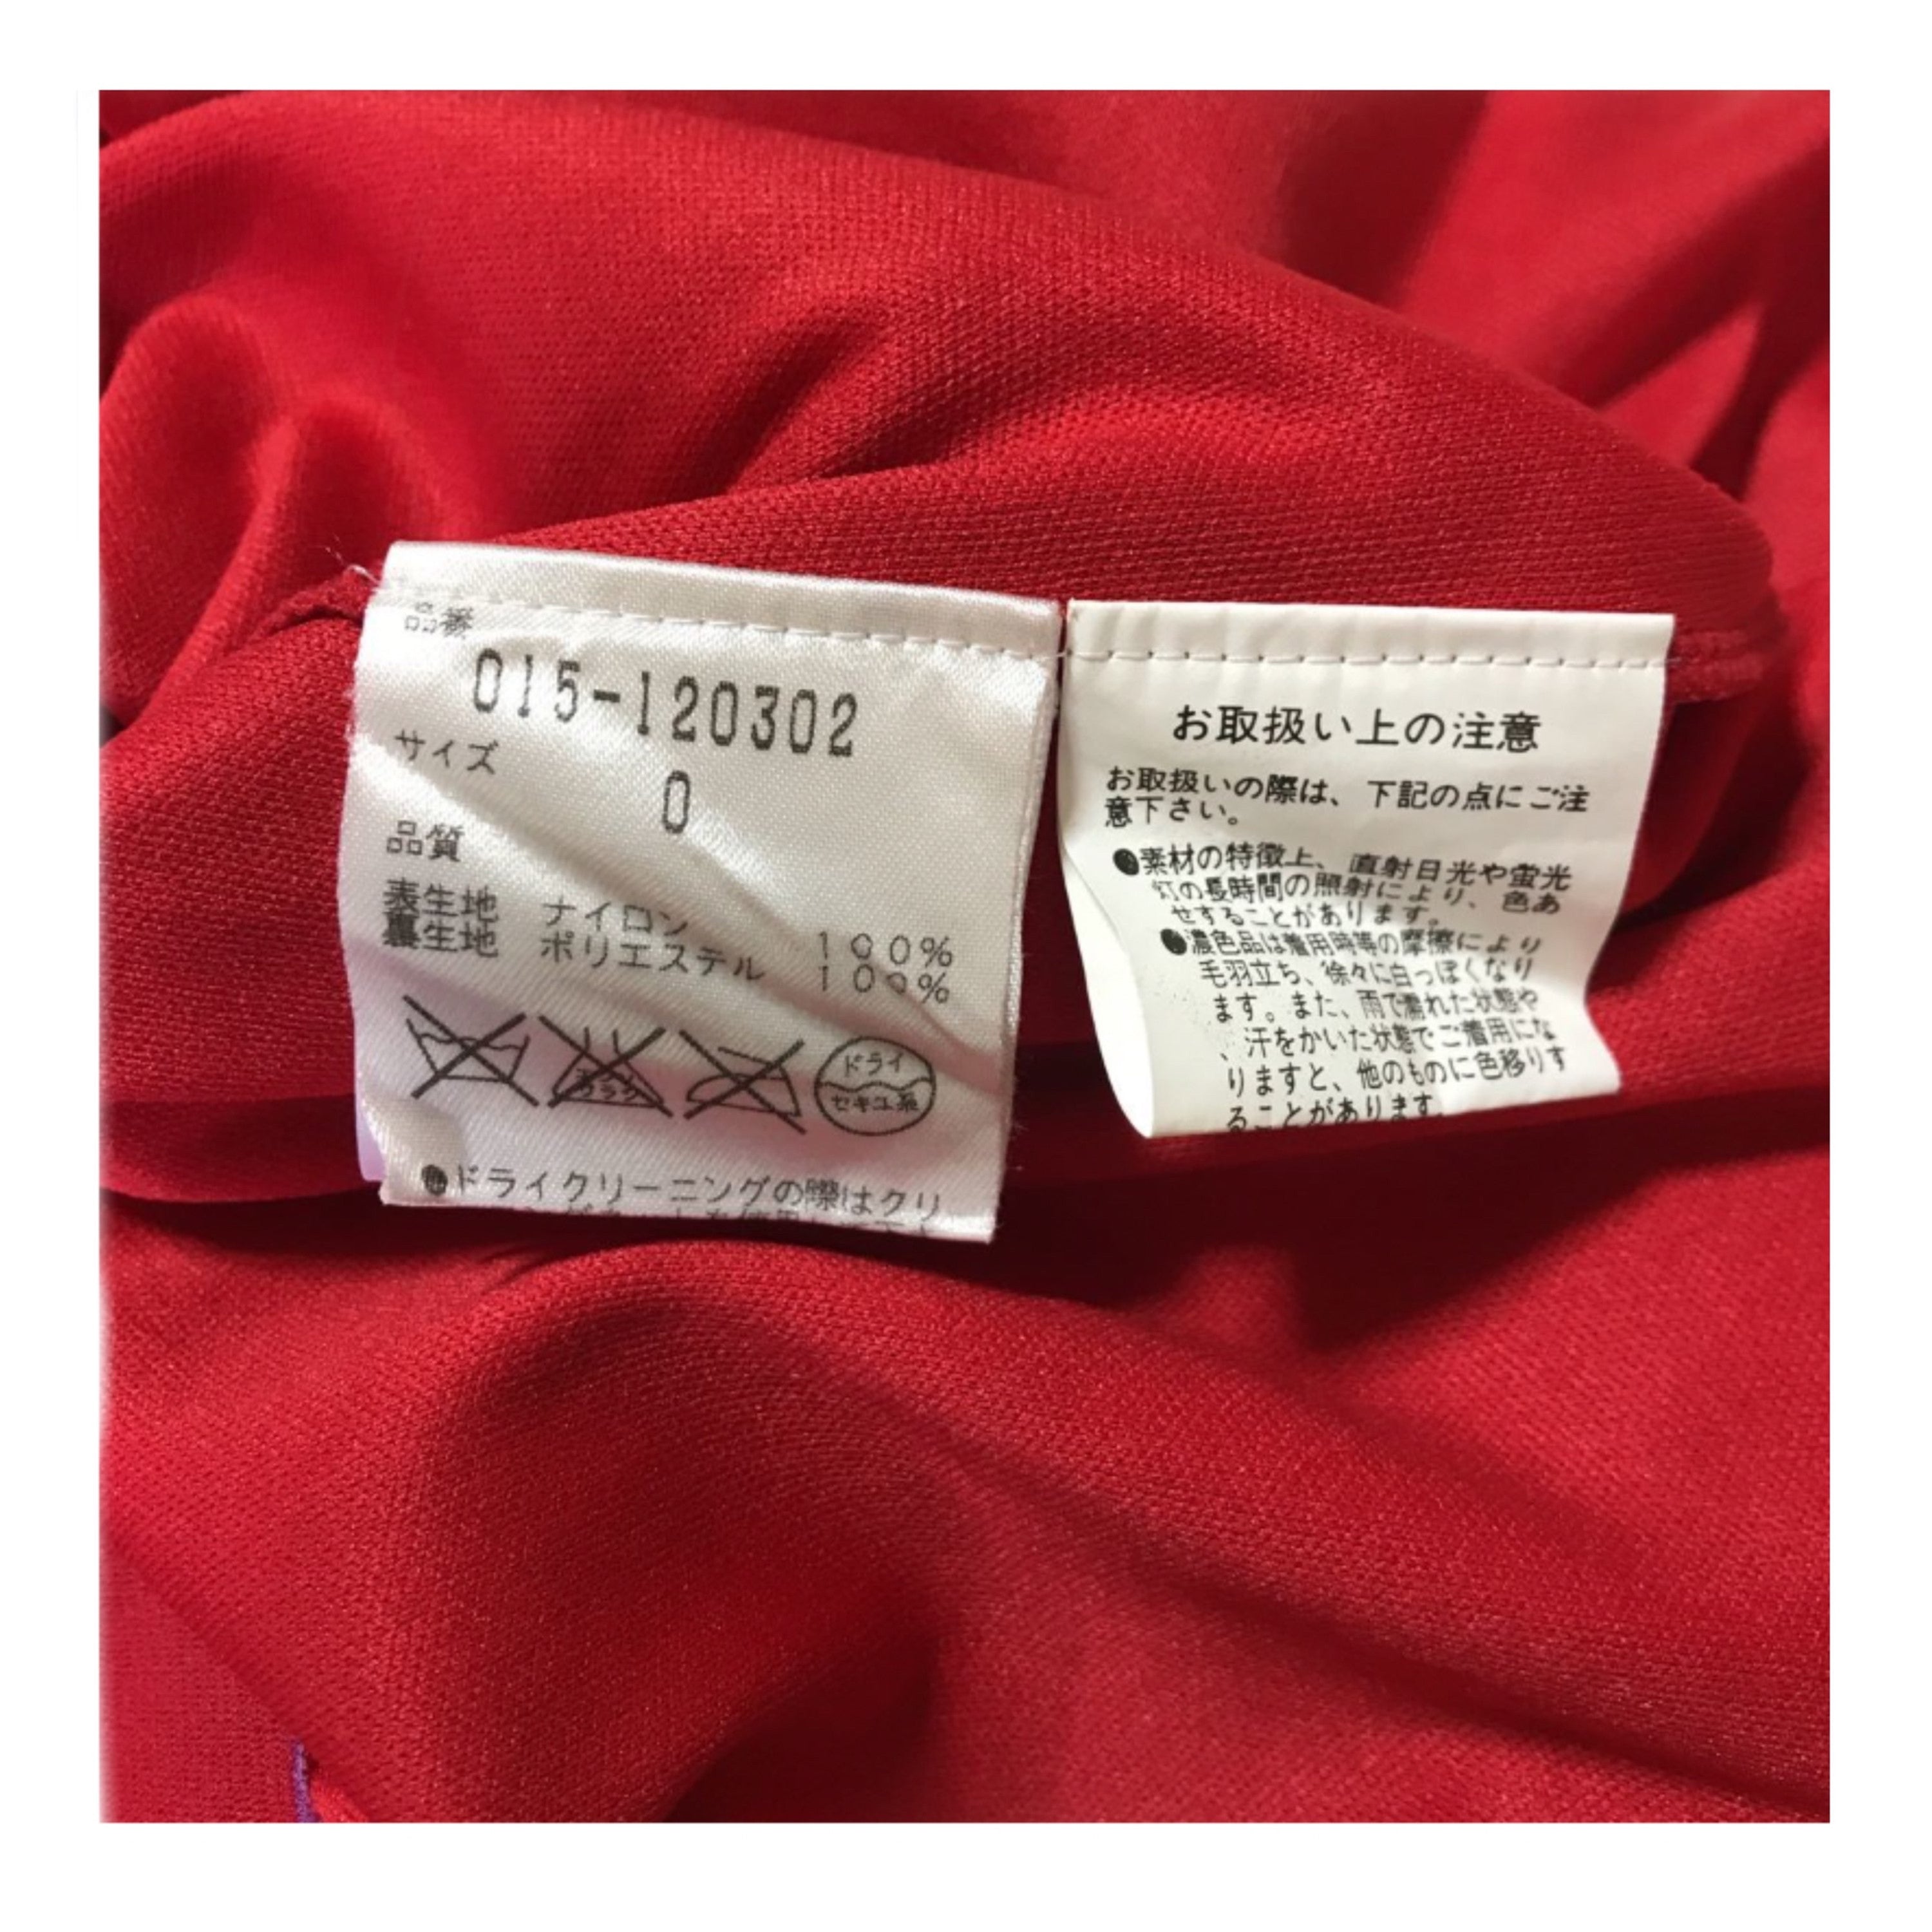 品番
015-120302
サイズ
0
品質
表生地 ナイロン 100%
裏生地 ポリエステル 100%
ドライ
セキユ系
●ドライクリーニングの際はクリ
お取扱い上の注意
お取扱いの際は、下記の点にご注
意下さい。
●素材の特徴上、直射日光や蛍光
灯の長時間の照射により、色あ
せすることがあります。
●濃色品は着用時等の摩擦により
毛羽立ち、徐々に白っぽくなり
ます。また、雨で濡れた状態や
、汗をかいた状態でご着用にな
りますと、他のものに色移りす
ることがあります。